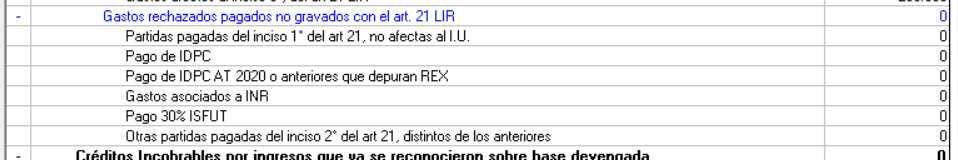 - Gastos rechazados pagados no gravados con el art. 21 LIR 0
Partidas pagadas del inciso 1° del art 21, no afectas al I.U. 0
Pago de IDPC 0
Pago de IDPC AT 2020 o anteriores que depuran REX 0
Gastos asociados a INR 0
Pago 30% ISFUT 0
Otras partidas pagadas del inciso 2° del art 21, distintos de los anteriores 0
- Créditos Incobrables por ingresos que ya se reconocieron sobre base devengada 0